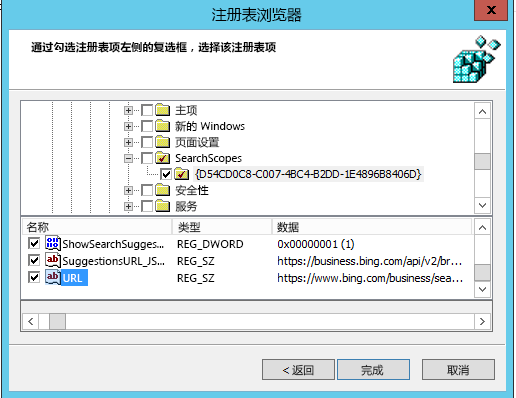 注册表浏览器
x
通过勾选注册表项左侧的复选框，选择该注册表项
主项
新的 Windows
页面设置
SearchScopes
{D54CD0C8-C007-4BC4-B2DD-1E4896B8406D}
安全性
服务
名称 类型 数据
ShowSearchSugges... REG_DWORD 0x00000001 (1)
SuggestionsURL_JS... REG_SZ https://business.bing.com/api/v2/br...
URL REG_SZ https://www.bing.com/business/sea...
< 返回 完成 取消